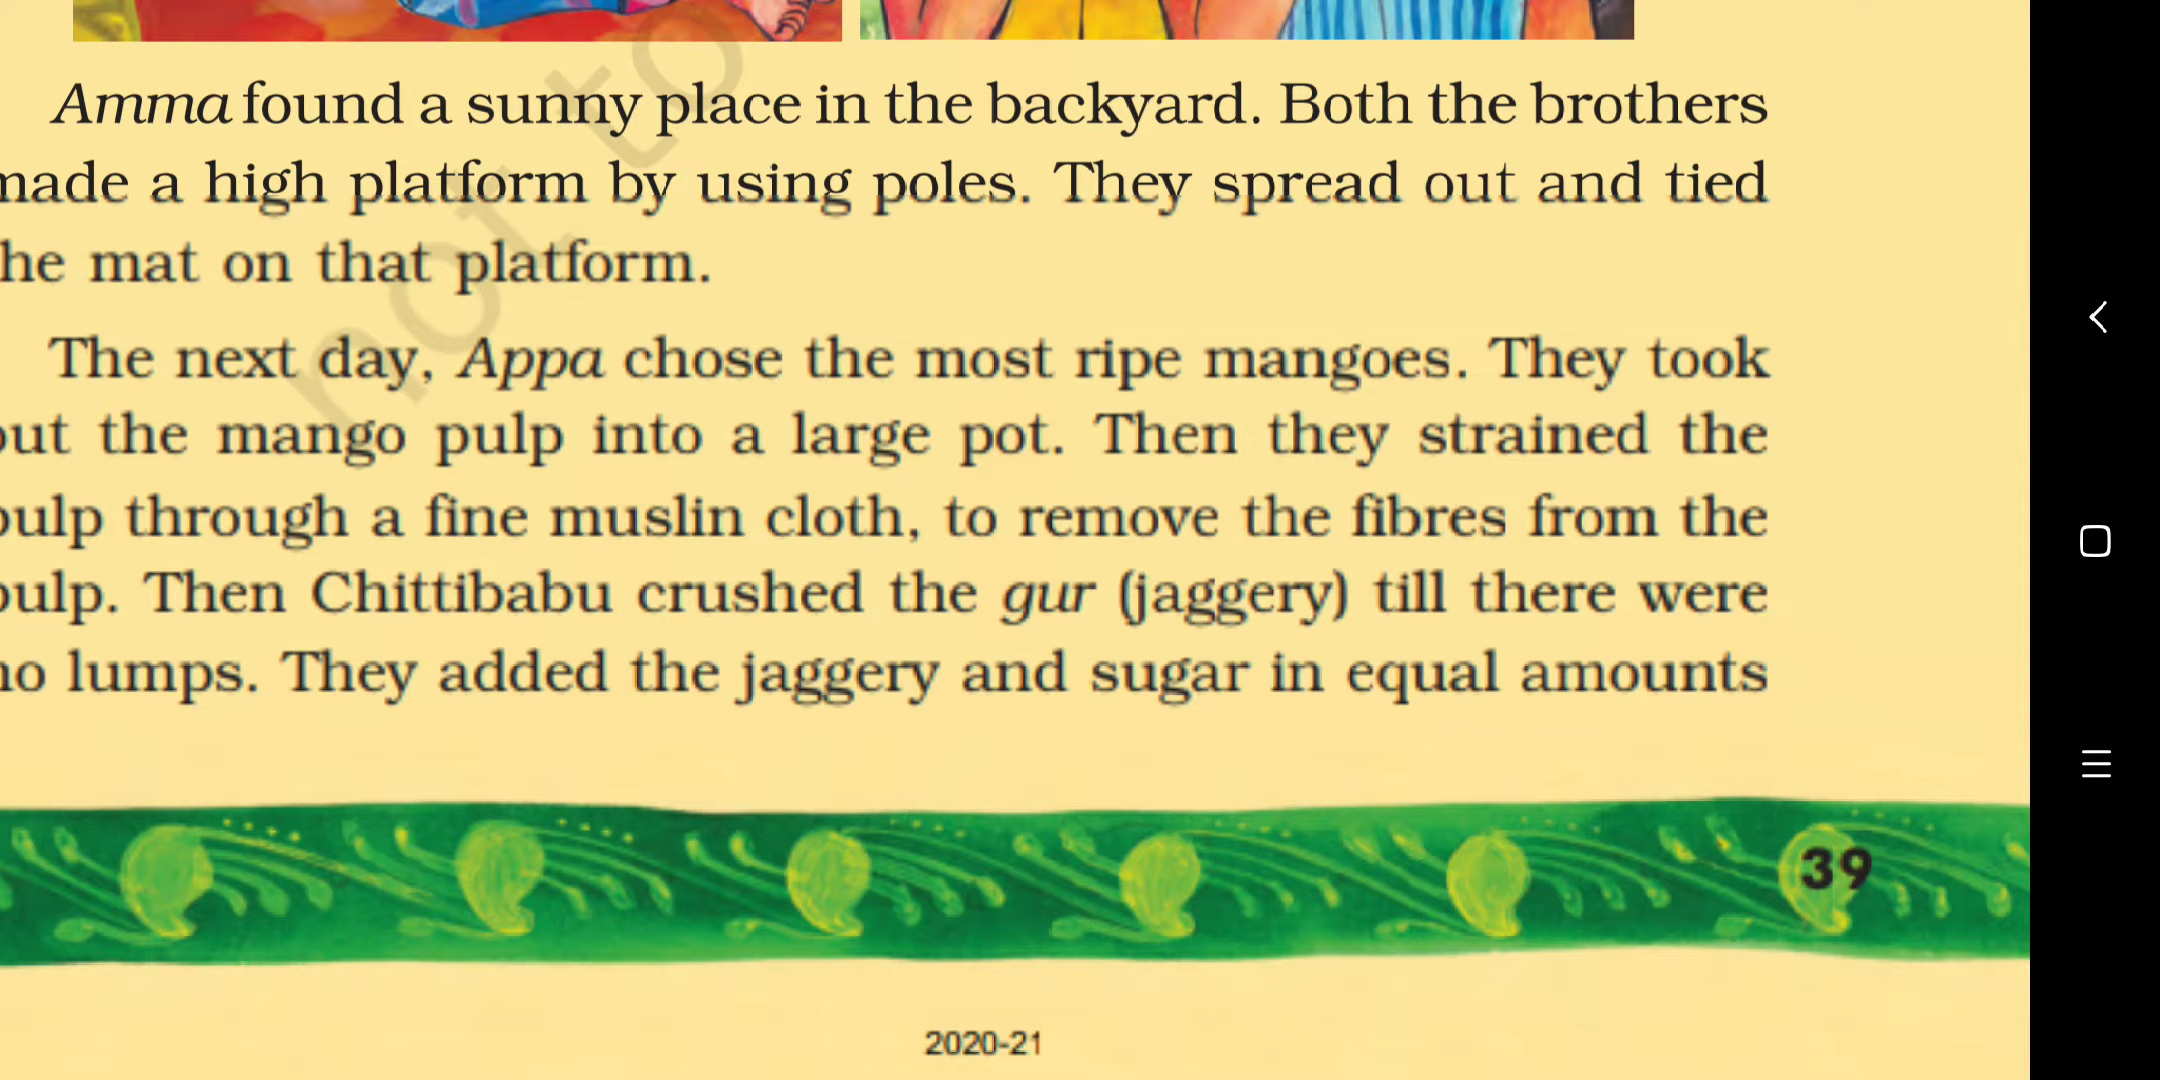 Amma found a sunny place in the backyard. Both the brothers
made a high platform by using poles. They spread out and tied
he mat on that platform.
The next day, Appa chose the most ripe mangoes. They took
out the mango pulp into a large pot. Then they strained the
pulp through a fine muslin cloth, to remove the fibres from the
pulp. Then Chittibabu crushed the gur (jaggery) till there were
no lumps. They added the jaggery and sugar in equal amounts
39
2020-21
not to